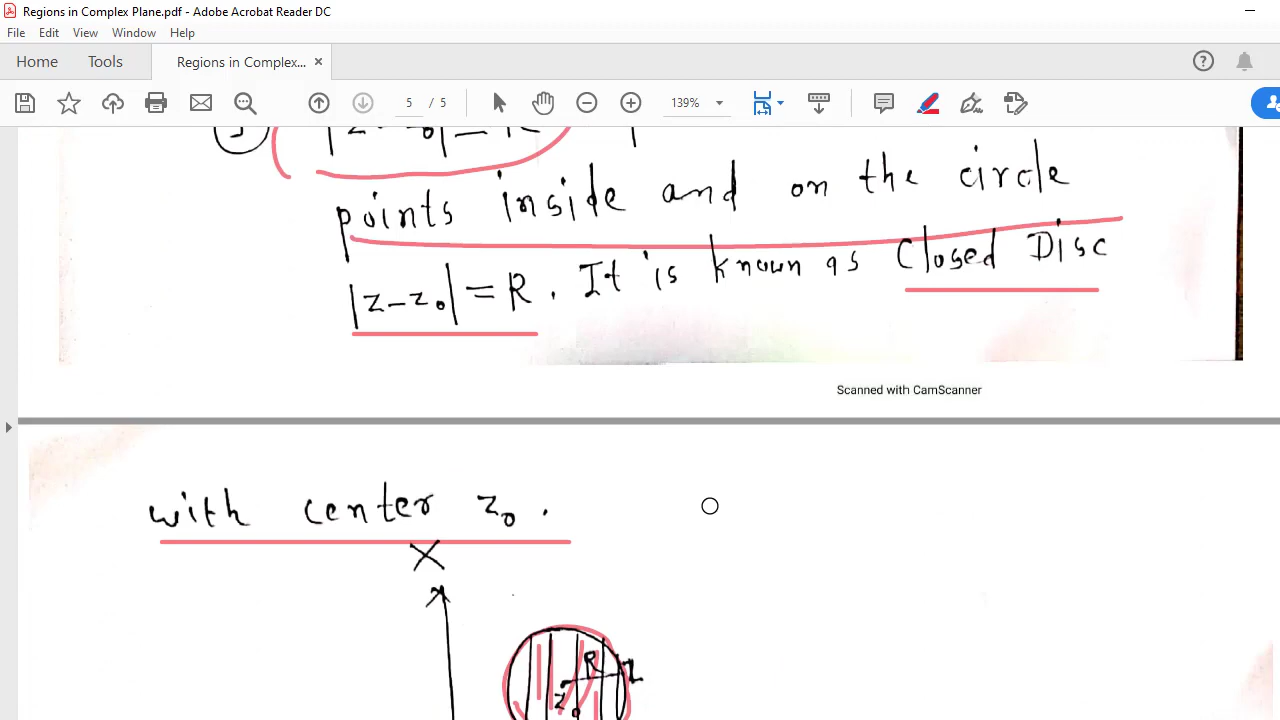 Regions in Complex Plane.pdf - Adobe Acrobat Reader DC
File Edit View Window Help
Home Tools Regions in Complex... ×
5 / 5 139%
points inside and on the circle
|z-z₀| = R. It is known as Closed Disc
Scanned with CamScanner
with center z₀.
X
R z
z₀